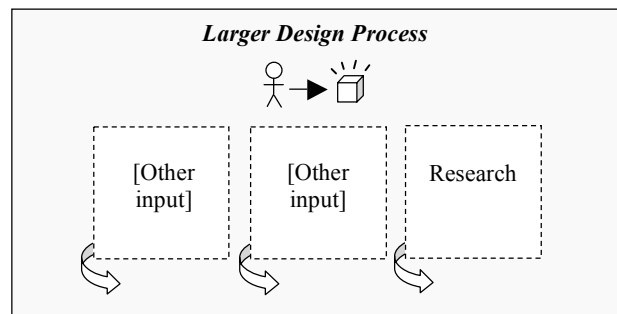 Larger Design Process
[Other
input]
[Other
input]
Research